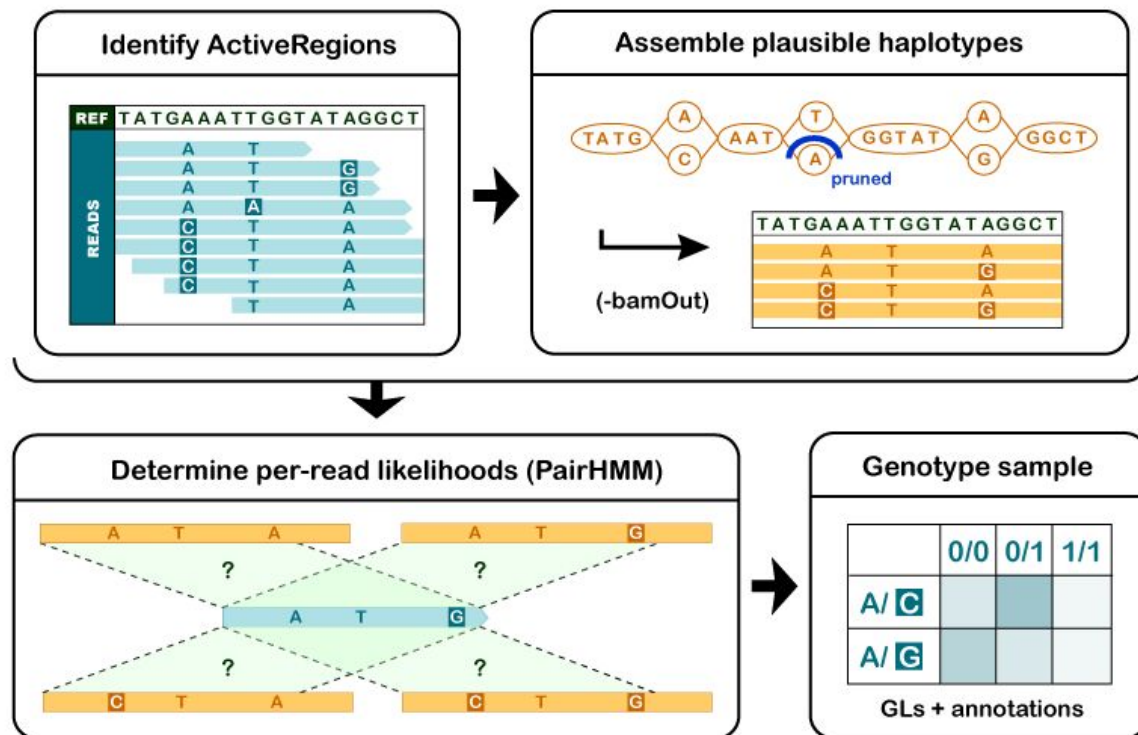 Identify ActiveRegions
REF TATGAAATTGGTATAGGCT
READS
A T
A T G
A T G
A A A
C T A
C T A
C T A
C T A
T A
Assemble plausible haplotypes
A T A
TATG AAT GGTAT GGCT
C A G
pruned
TATGAAATTGGTATAGGCT
A T A
A T G
C T A
C T G
(-bamOut)
Determine per-read likelihoods (PairHMM)
A T A A T G
? ?
A T G
? ?
C T A C T G
Genotype sample
0/0 0/1 1/1
A/ C
A/ G
GLs + annotations